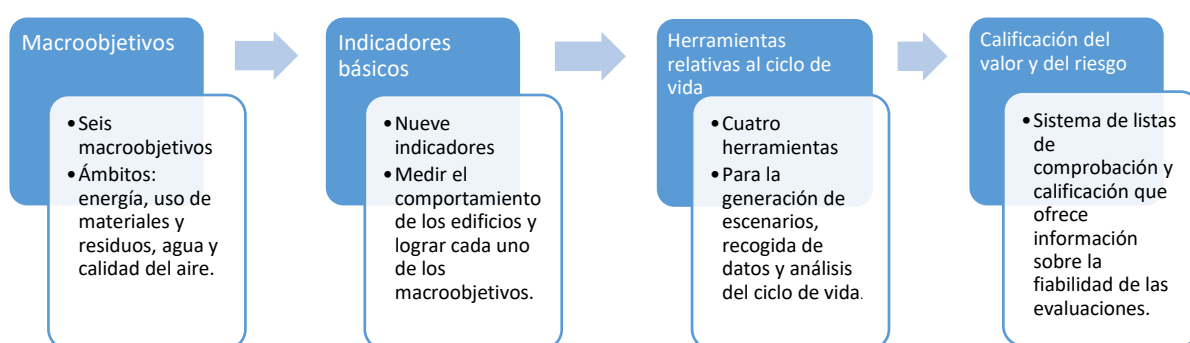 Macroobjetivos
• Seis
macroobjetivos
• Ámbitos:
energía, uso de
materiales y
residuos, agua y
calidad del aire.
Indicadores
básicos
• Nueve
indicadores
• Medir el
comportamiento
de los edificios y
lograr cada uno
de los
macroobjetivos.
Herramientas
relativas al ciclo de
vida
• Cuatro
herramientas
• Para la
generación de
escenarios,
recogida de
datos y análisis
del ciclo de vida.
Calificación del
valor y del riesgo
• Sistema de listas
de
comprobación y
calificación que
ofrece
información
sobre la
fiabilidad de las
evaluaciones.